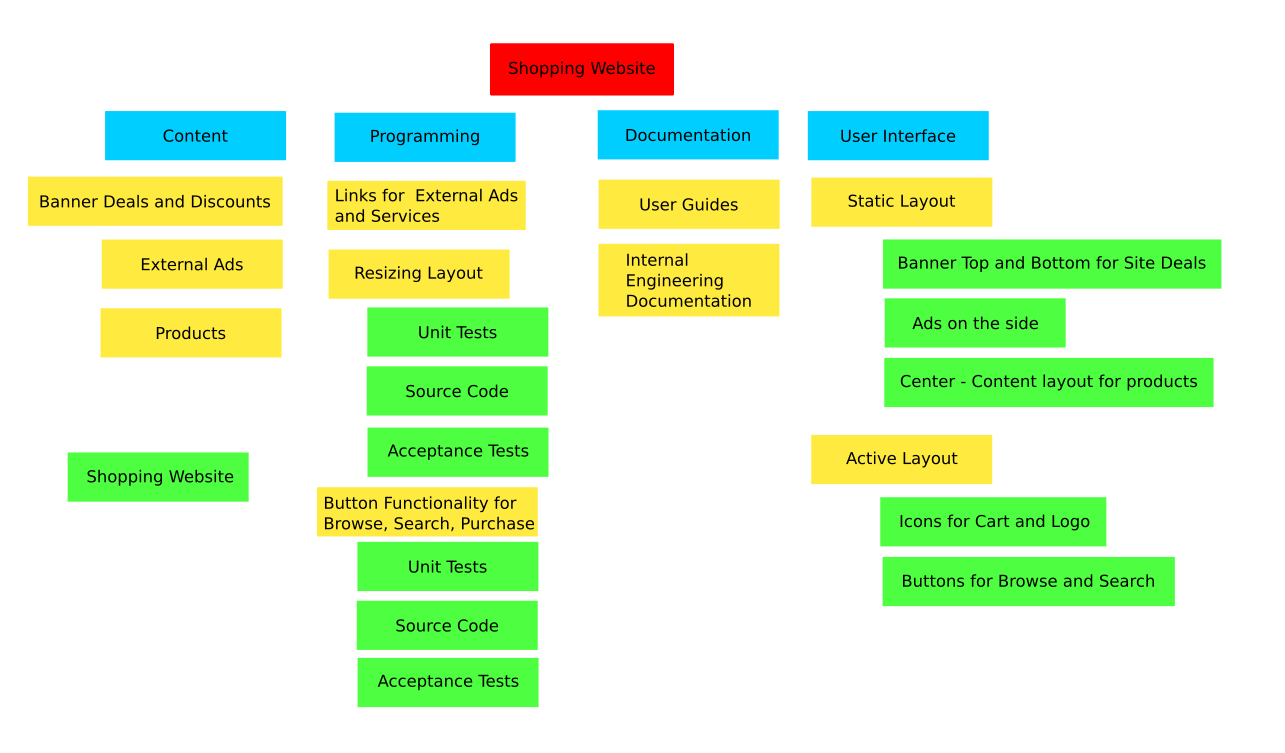 Shopping Website
Content
Programming
Documentation
User Interface
Banner Deals and Discounts
External Ads
Products
Shopping Website
Links for  External Ads
and Services
Resizing Layout
Unit Tests
Source Code
Acceptance Tests
Button Functionality for
Browse, Search, Purchase
Unit Tests
Source Code
Acceptance Tests
User Guides
Internal
Engineering
Documentation
Static Layout
Banner Top and Bottom for Site Deals
Ads on the side
Center - Content layout for products
Active Layout
Icons for Cart and Logo
Buttons for Browse and Search